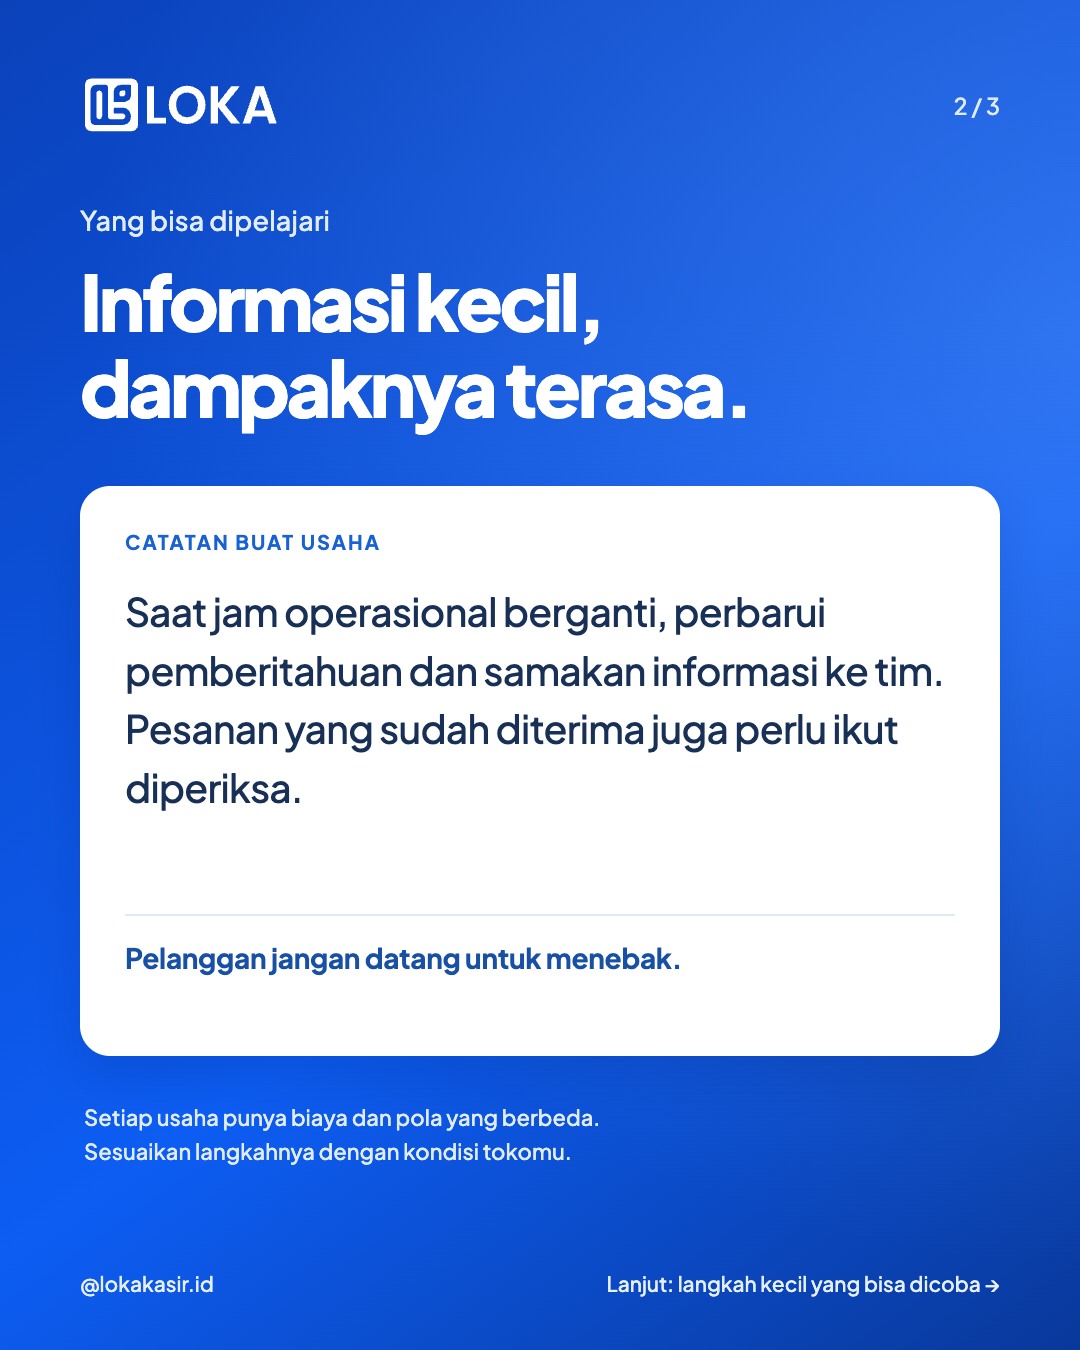 LOKA
2 / 3
Yang bisa dipelajari
Informasi kecil,
dampaknya terasa.
CATATAN BUAT USAHA
Saat jam operasional berganti, perbarui
pemberitahuan dan samakan informasi ke tim.
Pesanan yang sudah diterima juga perlu ikut
diperiksa.
Pelanggan jangan datang untuk menebak.
Setiap usaha punya biaya dan pola yang berbeda.
Sesuaikan langkahnya dengan kondisi tokomu.
@lokakasir.id
Lanjut: langkah kecil yang bisa dicoba →